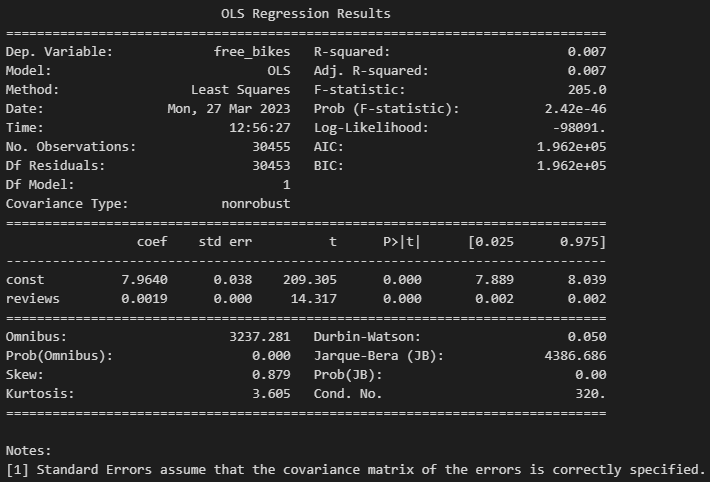 OLS Regression Results
==============================================================================
Dep. Variable:             free_bikes   R-squared:                       0.007
Model:                            OLS   Adj. R-squared:                  0.007
Method:                 Least Squares   F-statistic:                     205.0
Date:                Mon, 27 Mar 2023   Prob (F-statistic):           2.42e-46
Time:                        12:56:27   Log-Likelihood:                -98091.
No. Observations:               30455   AIC:                         1.962e+05
Df Residuals:                   30453   BIC:                         1.962e+05
Df Model:                           1
Covariance Type:            nonrobust
==============================================================================
                 coef    std err          t      P>|t|      [0.025      0.975]
------------------------------------------------------------------------------
const          7.9640      0.038    209.305      0.000       7.889       8.039
reviews        0.0019      0.000     14.317      0.000       0.002       0.002
==============================================================================
Omnibus:                     3237.281   Durbin-Watson:                   0.050
Prob(Omnibus):                  0.000   Jarque-Bera (JB):             4386.686
Skew:                           0.879   Prob(JB):                         0.00
Kurtosis:                       3.605   Cond. No.                         320.
==============================================================================

Notes:
[1] Standard Errors assume that the covariance matrix of the errors is correctly specified.